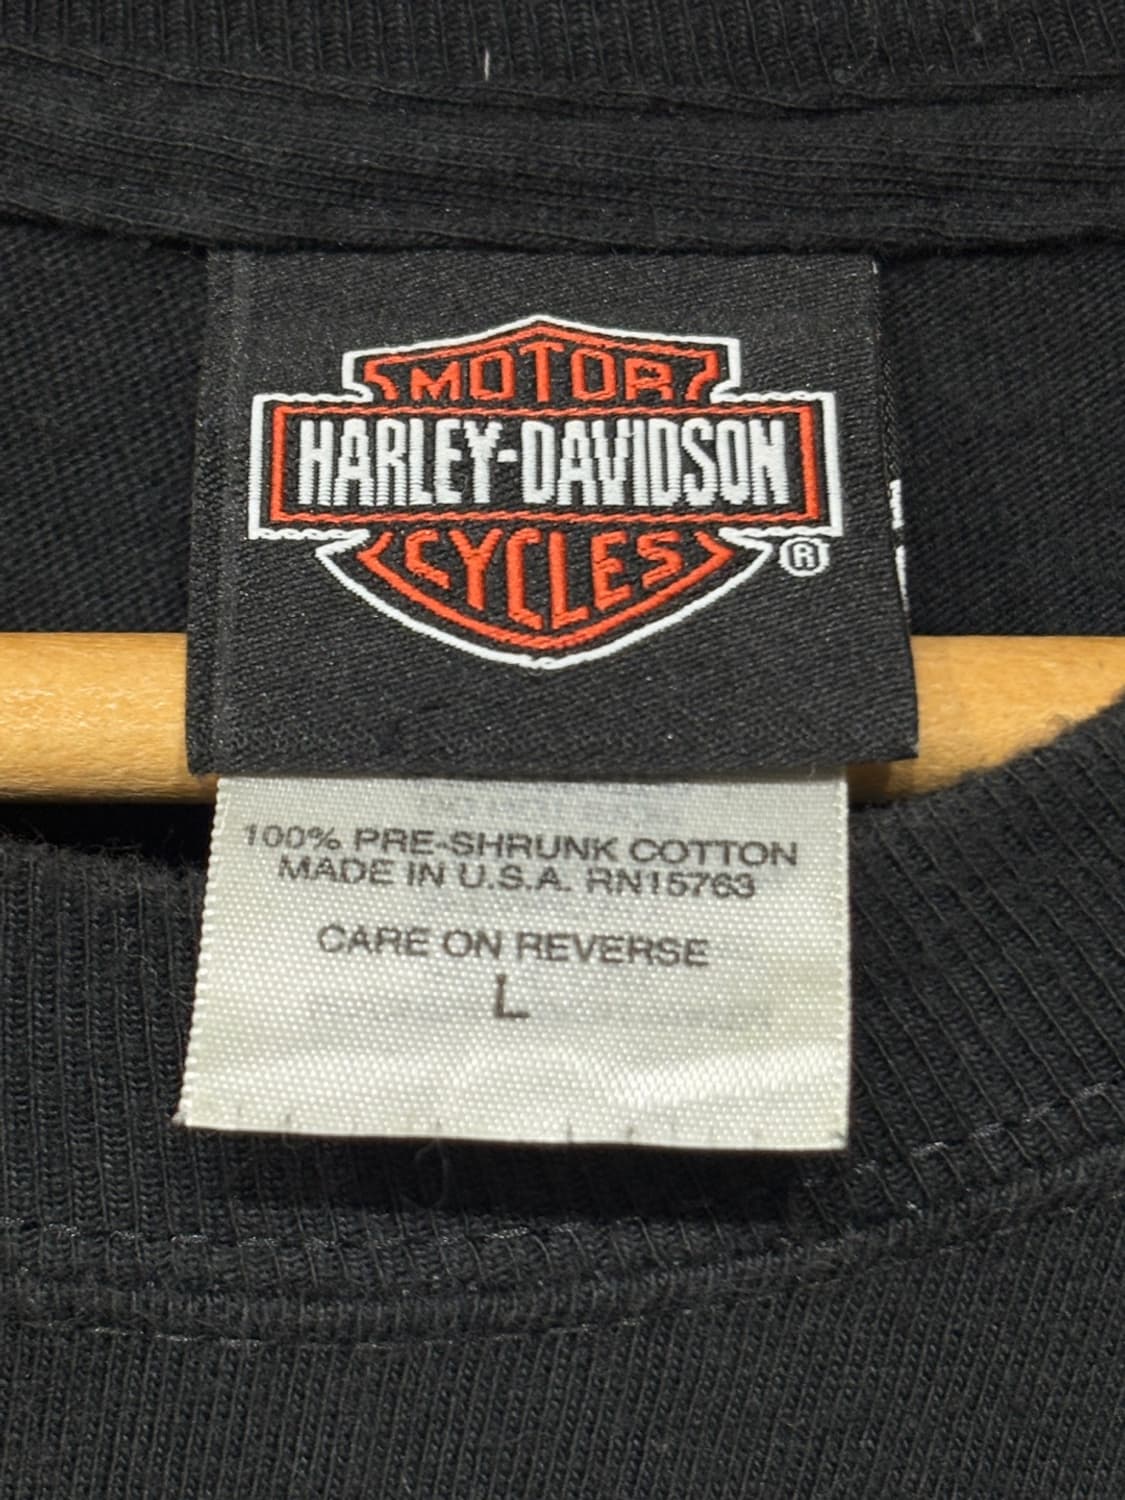 MOTOR
HARLEY-DAVIDSON
CYCLES
®
100% PRE-SHRUNK COTTON
MADE IN U.S.A. RN15763
CARE ON REVERSE
L